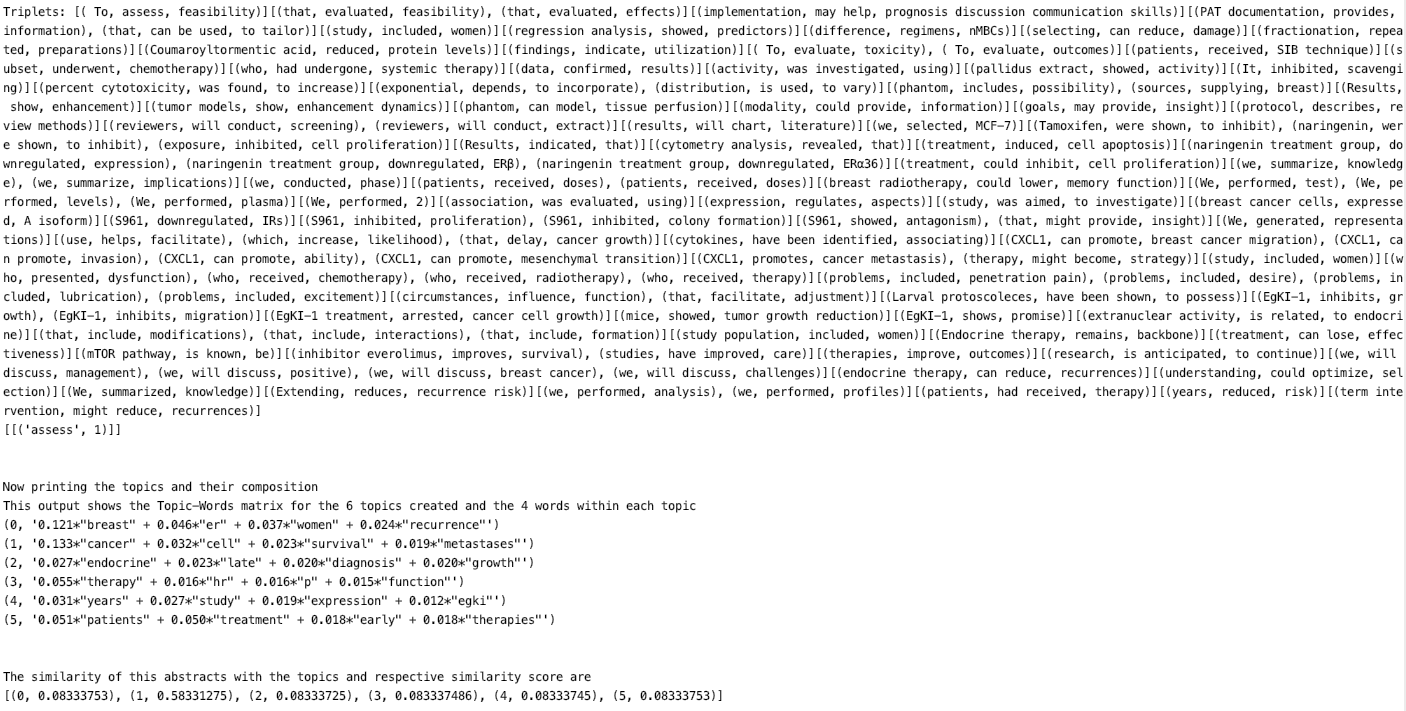 Triplets: [( To, assess, feasibility)][(that, evaluated, feasibility), (that, evaluated, effects)][(implementation, may help, prognosis discussion communication skills)][(PAT documentation, provides,
information), (that, can be used, to tailor)][(study, included, women)][(regression analysis, showed, predictors)][(difference, regimens, nMBCs)][(selecting, can reduce, damage)][(fractionation, repea
ted, preparations)][(Coumaroyltormentic acid, reduced, protein levels)][(findings, indicate, utilization)][( To, evaluate, toxicity), ( To, evaluate, outcomes)][(patients, received, SIB technique)][(s
ubset, underwent, chemotherapy)][(who, had undergone, systemic therapy)][(data, confirmed, results)][(activity, was investigated, using)][(pallidus extract, showed, activity)][(It, inhibited, scavengi
ng)][(percent cytotoxicity, was found, to increase)][(exponential, depends, to incorporate), (distribution, is used, to vary)][(phantom, includes, possibility), (sources, supplying, breast)][(Results,
 show, enhancement)][(tumor models, show, enhancement dynamics)][(phantom, can model, tissue perfusion)][(modality, could provide, information)][(goals, may provide, insight)][(protocol, describes, re
view methods)][(reviewers, will conduct, screening), (reviewers, will conduct, extract)][(results, will chart, literature)][(we, selected, MCF-7)][(Tamoxifen, were shown, to inhibit), (naringenin, wer
e shown, to inhibit), (exposure, inhibited, cell proliferation)][(Results, indicated, that)][(cytometry analysis, revealed, that)][(treatment, induced, cell apoptosis)][(naringenin treatment group, do
wnregulated, expression), (naringenin treatment group, downregulated, ERβ), (naringenin treatment group, downregulated, ERα36)][(treatment, could inhibit, cell proliferation)][(we, summarize, knowledg
e), (we, summarize, implications)][(we, conducted, phase)][(patients, received, doses), (patients, received, doses)][(breast radiotherapy, could lower, memory function)][(We, performed, test), (We, pe
rformed, levels), (We, performed, plasma)][(We, performed, 2)][(association, was evaluated, using)][(expression, regulates, aspects)][(study, was aimed, to investigate)][(breast cancer cells, expresse
d, A isoform)][(S961, downregulated, IRs)][(S961, inhibited, proliferation), (S961, inhibited, colony formation)][(S961, showed, antagonism), (that, might provide, insight)][(We, generated, representa
tions)][(use, helps, facilitate), (which, increase, likelihood), (that, delay, cancer growth)][(cytokines, have been identified, associating)][(CXCL1, can promote, breast cancer migration), (CXCL1, ca
n promote, invasion), (CXCL1, can promote, ability), (CXCL1, can promote, mesenchymal transition)][(CXCL1, promotes, cancer metastasis), (therapy, might become, strategy)][(study, included, women)][(w
ho, presented, dysfunction), (who, received, chemotherapy), (who, received, radiotherapy), (who, received, therapy)][(problems, included, penetration pain), (problems, included, desire), (problems, in
cluded, lubrication), (problems, included, excitement)][(circumstances, influence, function), (that, facilitate, adjustment)][(Larval protoscoleces, have been shown, to possess)][(EgKI-1, inhibits, gr
owth), (EgKI-1, inhibits, migration)][(EgKI-1 treatment, arrested, cancer cell growth)][(mice, showed, tumor growth reduction)][(EgKI-1, shows, promise)][(extranuclear activity, is related, to endocri
ne)][(that, include, modifications), (that, include, interactions), (that, include, formation)][(study population, included, women)][(Endocrine therapy, remains, backbone)][(treatment, can lose, effec
tiveness)][(mTOR pathway, is known, be)][(inhibitor everolimus, improves, survival), (studies, have improved, care)][(therapies, improve, outcomes)][(research, is anticipated, to continue)][(we, will
discuss, management), (we, will discuss, positive), (we, will discuss, breast cancer), (we, will discuss, challenges)][(endocrine therapy, can reduce, recurrences)][(understanding, could optimize, sel
ection)][(We, summarized, knowledge)][(Extending, reduces, recurrence risk)][(we, performed, analysis), (we, performed, profiles)][(patients, had received, therapy)][(years, reduced, risk)][(term inte
rvention, might reduce, recurrences)]
[[('assess', 1)]]
Now printing the topics and their composition
This output shows the Topic-Words matrix for the 6 topics created and the 4 words within each topic
(0, '0.121*"breast" + 0.046*"er" + 0.037*"women" + 0.024*"recurrence"')
(1, '0.133*"cancer" + 0.032*"cell" + 0.023*"survival" + 0.019*"metastases"')
(2, '0.027*"endocrine" + 0.023*"late" + 0.020*"diagnosis" + 0.020*"growth"')
(3, '0.055*"therapy" + 0.016*"hr" + 0.016*"p" + 0.015*"function"')
(4, '0.031*"years" + 0.027*"study" + 0.019*"expression" + 0.012*"egki"')
(5, '0.051*"patients" + 0.050*"treatment" + 0.018*"early" + 0.018*"therapies"')
The similarity of this abstracts with the topics and respective similarity score are
[(0, 0.08333753), (1, 0.58331275), (2, 0.08333725), (3, 0.083337486), (4, 0.08333745), (5, 0.08333753)]